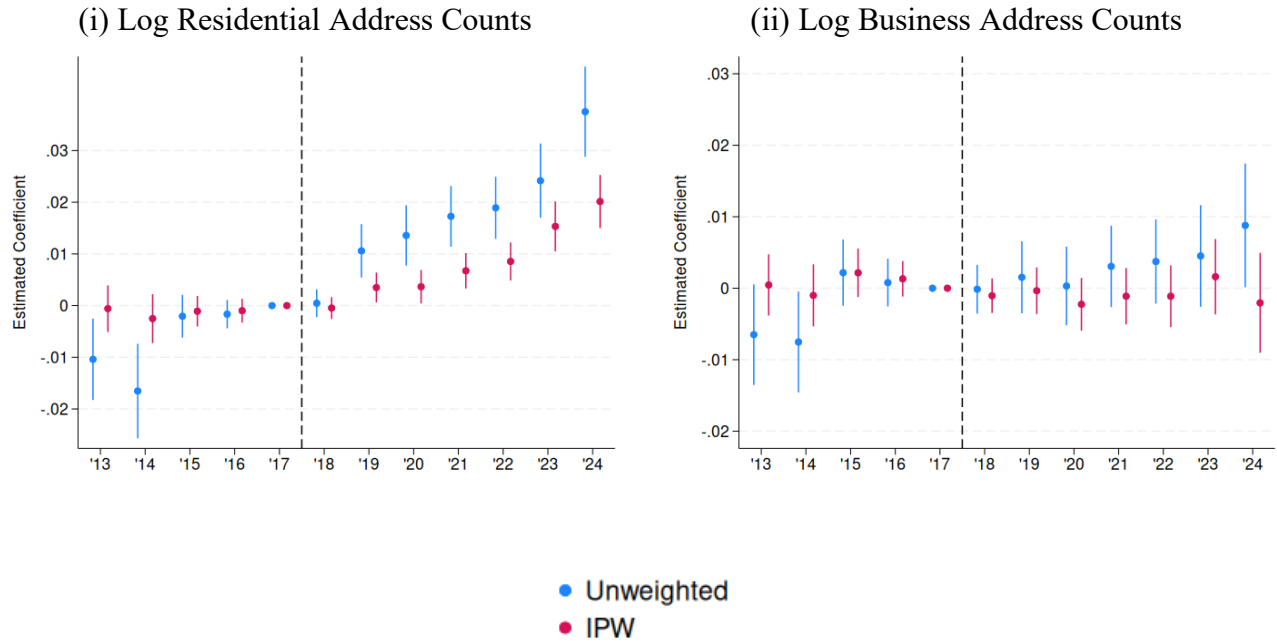 (i) Log Residential Address Counts
Estimated Coefficient
.03
.02
.01
0
-.01
-.02
'13 '14 '15 '16 '17 '18 '19 '20 '21 '22 '23 '24
(ii) Log Business Address Counts
Estimated Coefficient
.03
.02
.01
0
-.01
-.02
'13 '14 '15 '16 '17 '18 '19 '20 '21 '22 '23 '24
Unweighted
IPW